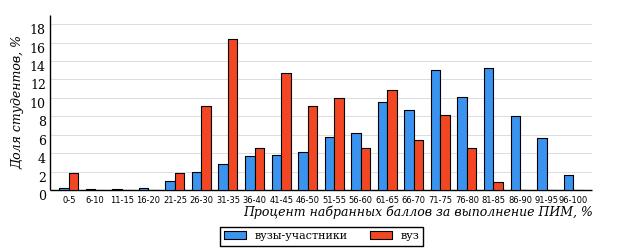 Доля студентов, %
18
16
14
12
10
8
6
4
2
0
0-5 6-10 11-15 16-20 21-25 26-30 31-35 36-40 41-45 46-50 51-55 56-60 61-65 66-70 71-75 76-80 81-85 86-90 91-95 96-100
Процент набранных баллов за выполнение ПИМ, %
вузы-участники вуз